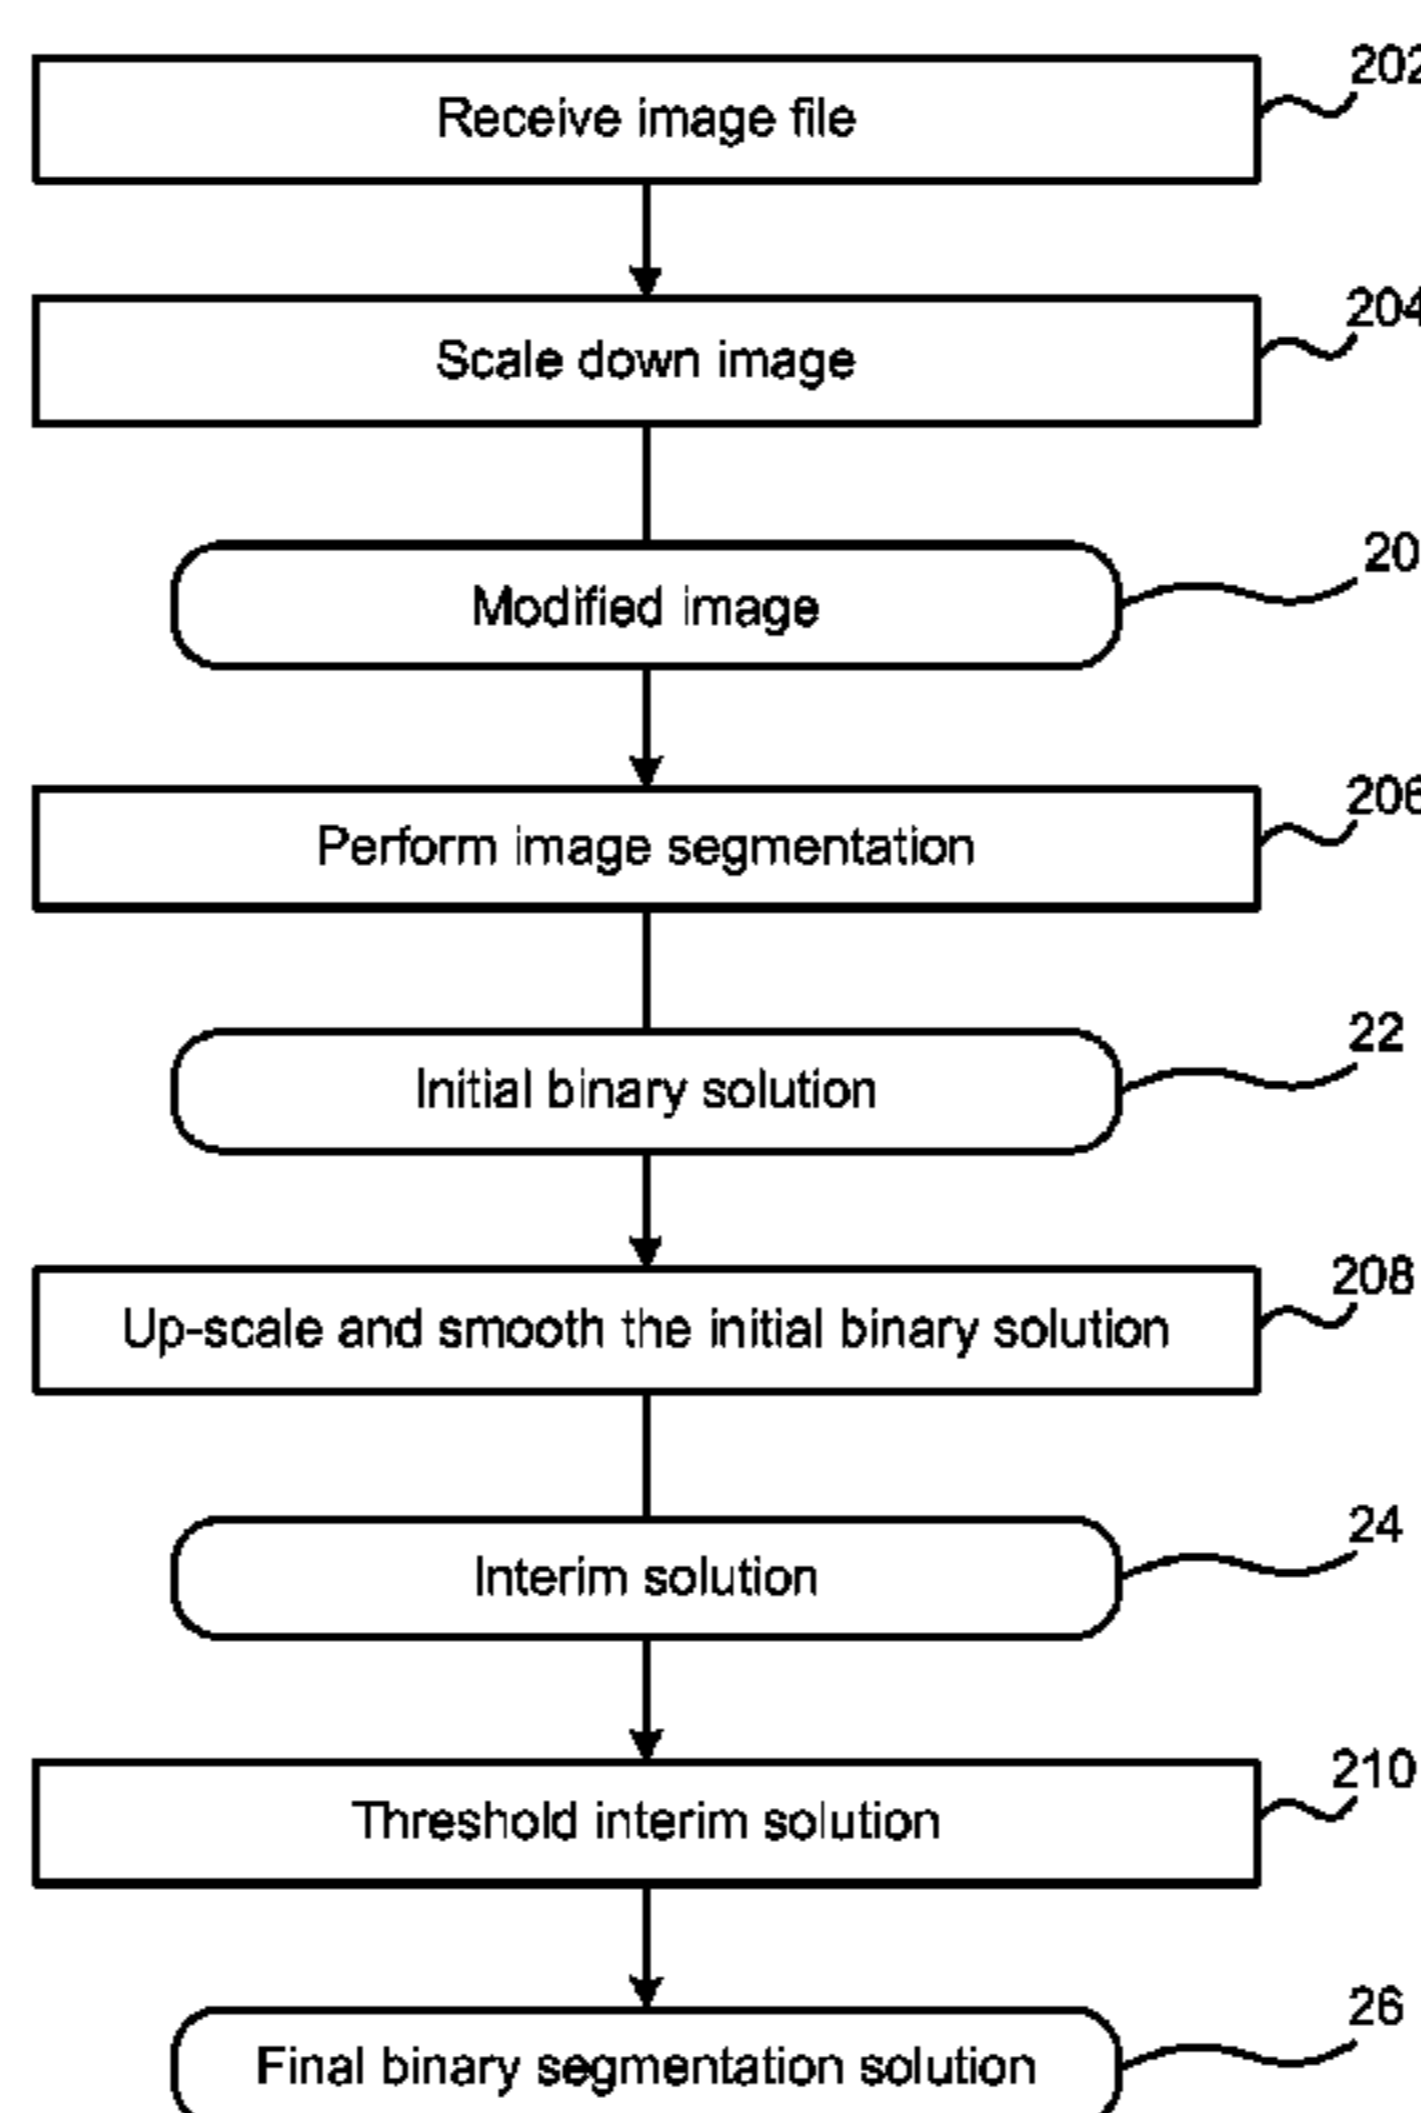 202
Receive image file
204
Scale down image
20
Modified image
206
Perform image segmentation
22
Initial binary solution
208
Up-scale and smooth the initial binary solution
24
Interim solution
210
Threshold interim solution
26
Final binary segmentation solution